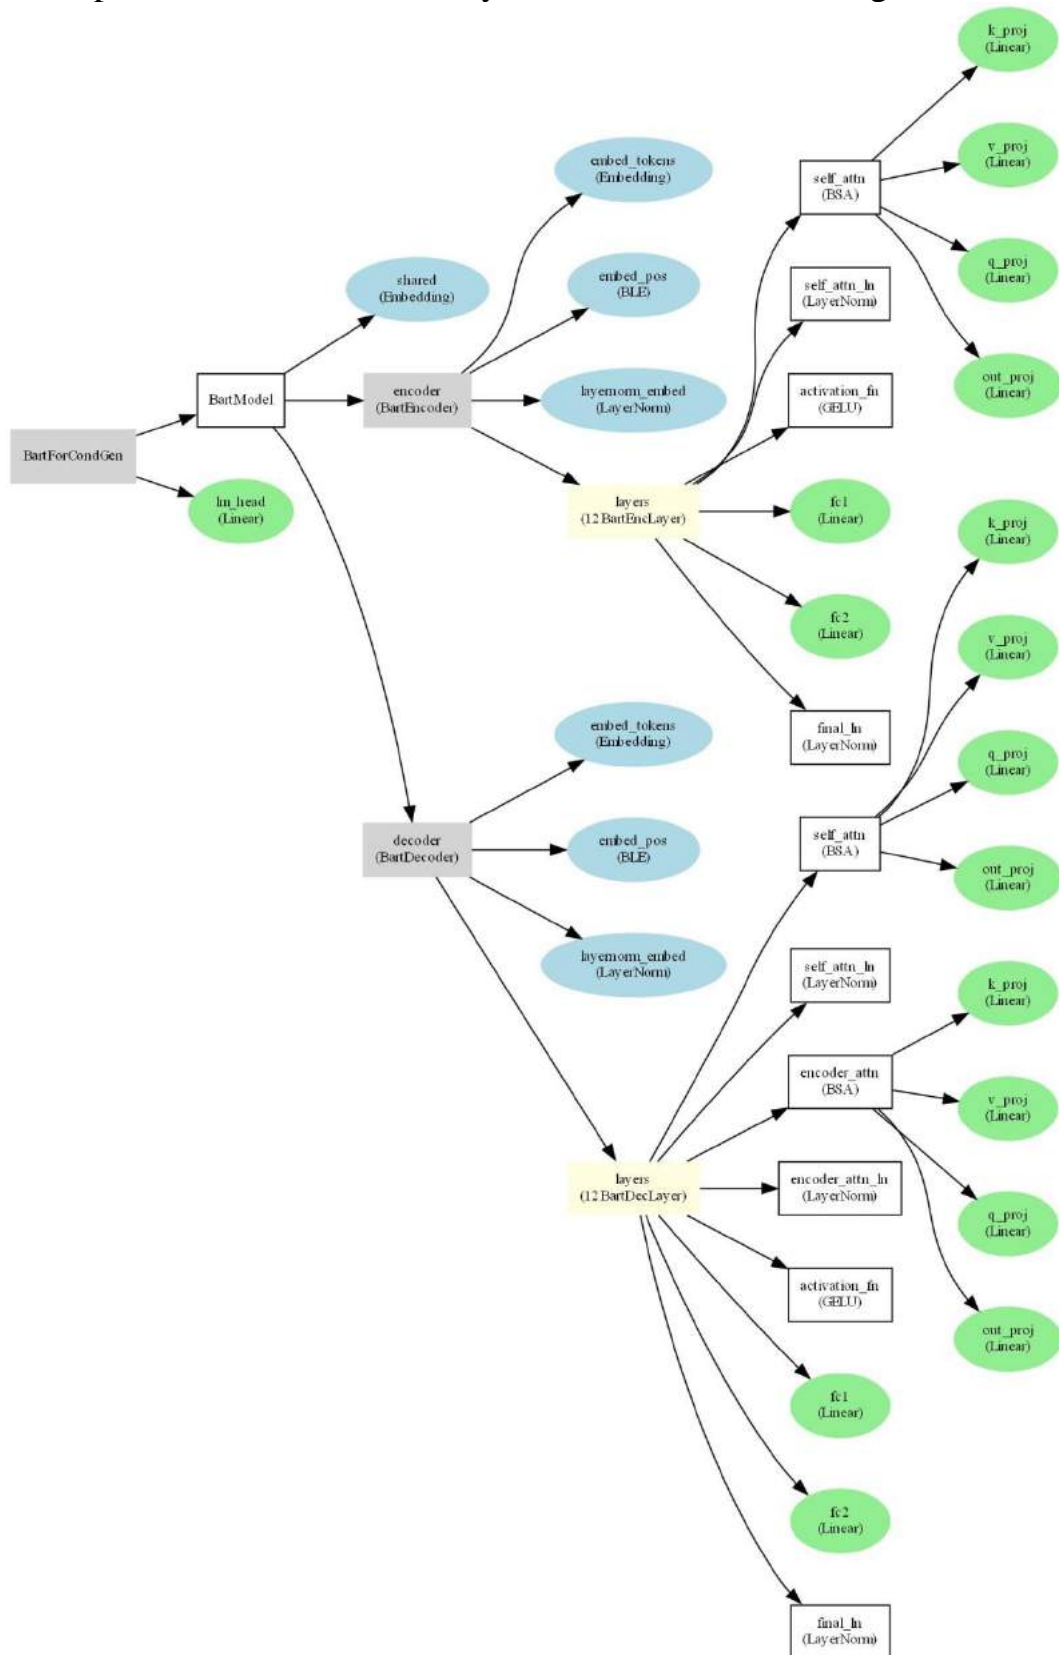 k_proj
(Linear)
v_proj
(Linear)
embed_tokens
(Embedding)
self_attn
(BSA)
q_proj
(Linear)
shared
(Embedding)
embed_pos
(BLE)
self_attn_ln
(LayerNorm)
out_proj
(Linear)
BartModel
encoder
(BartEncoder)
layernorm_embed
(LayerNorm)
activation_fn
(GELU)
BartForCondGen
lm_head
(Linear)
layers
(12BartEncLayer)
fc1
(Linear)
k_proj
(Linear)
fc2
(Linear)
v_proj
(Linear)
final_ln
(LayerNorm)
embed_tokens
(Embedding)
q_proj
(Linear)
decoder
(BartDecoder)
embed_pos
(BLE)
self_attn
(BSA)
out_proj
(Linear)
layernorm_embed
(LayerNorm)
self_attn_ln
(LayerNorm)
k_proj
(Linear)
encoder_attn
(BSA)
v_proj
(Linear)
layers
(12BartDecLayer)
encoder_attn_ln
(LayerNorm)
q_proj
(Linear)
activation_fn
(GELU)
out_proj
(Linear)
fc1
(Linear)
fc2
(Linear)
final_ln
(LayerNorm)